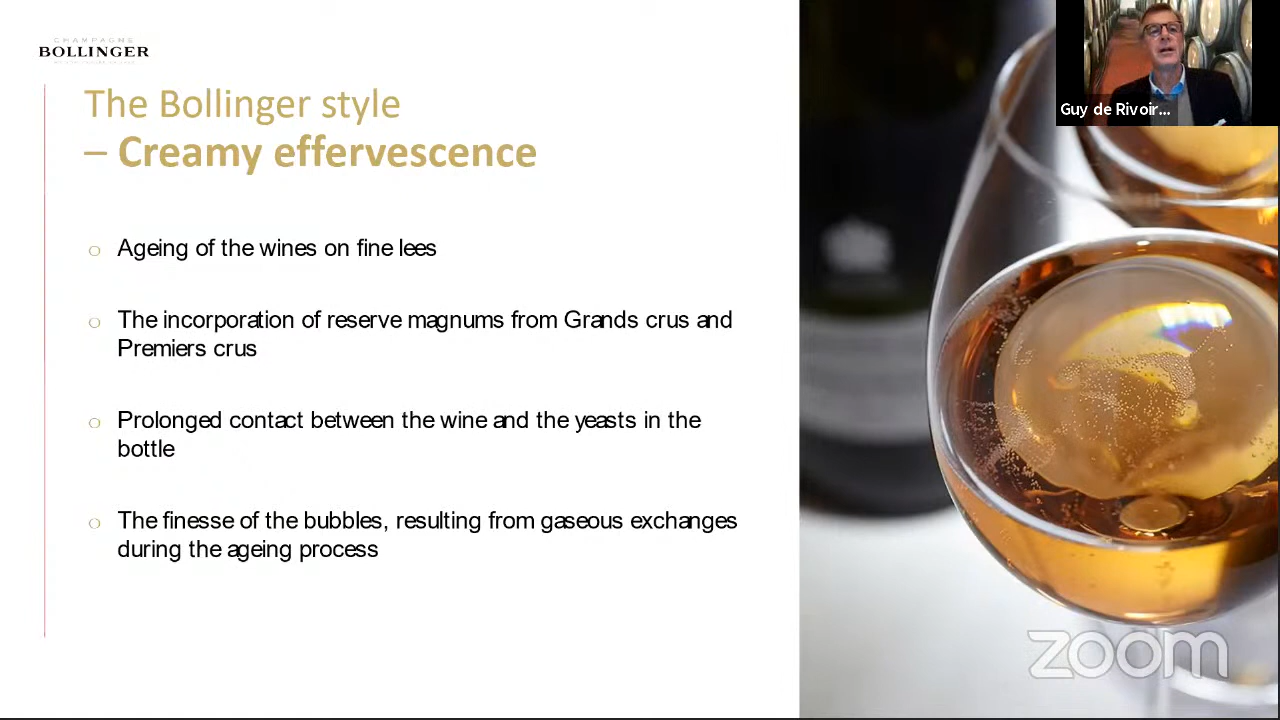 CHAMPAGNE
BOLLINGER
The Bollinger style
– Creamy effervescence
Ageing of the wines on fine lees
The incorporation of reserve magnums from Grands crus and
Premiers crus
Prolonged contact between the wine and the yeasts in the
bottle
The finesse of the bubbles, resulting from gaseous exchanges
during the ageing process
Guy de Rivoir...
zoom